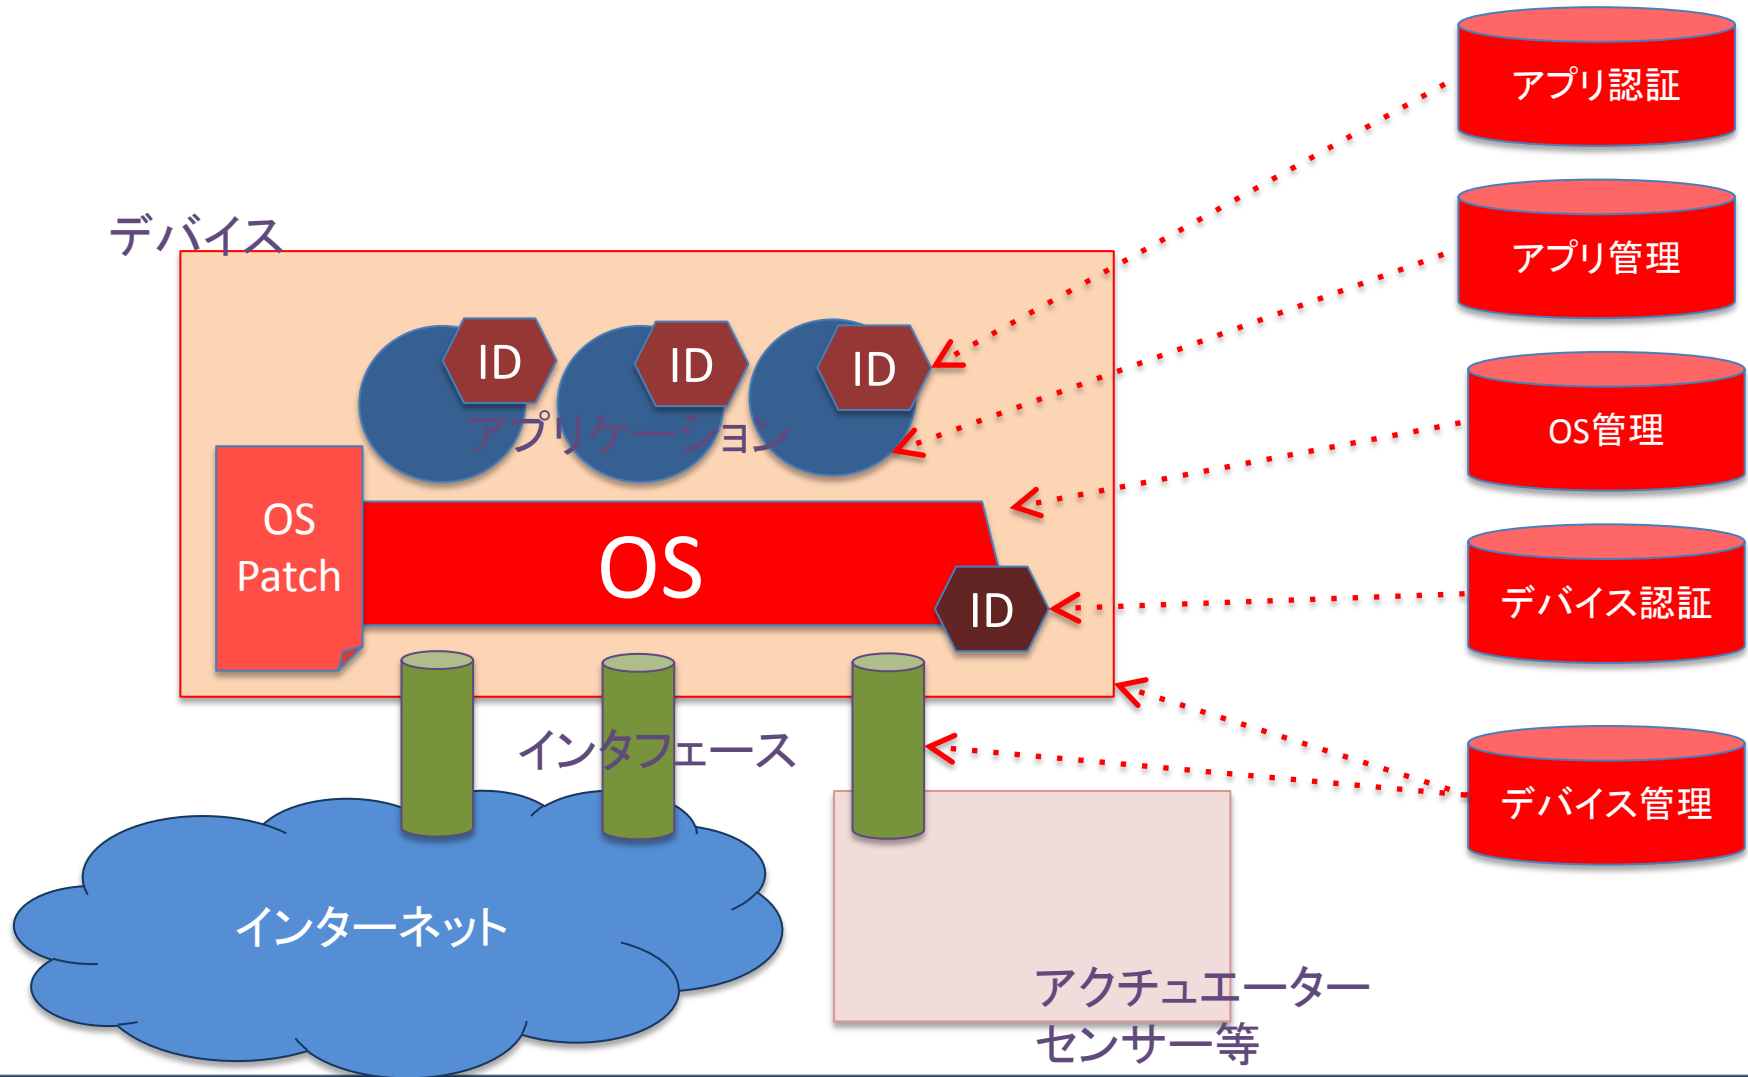 アプリ認証
アプリ管理
デバイス
ID
ID
ID
アプリケーション
OS管理
OS
Patch
OS
ID
デバイス認証
インタフェース
デバイス管理
インターネット
アクチュエーター
センサー等